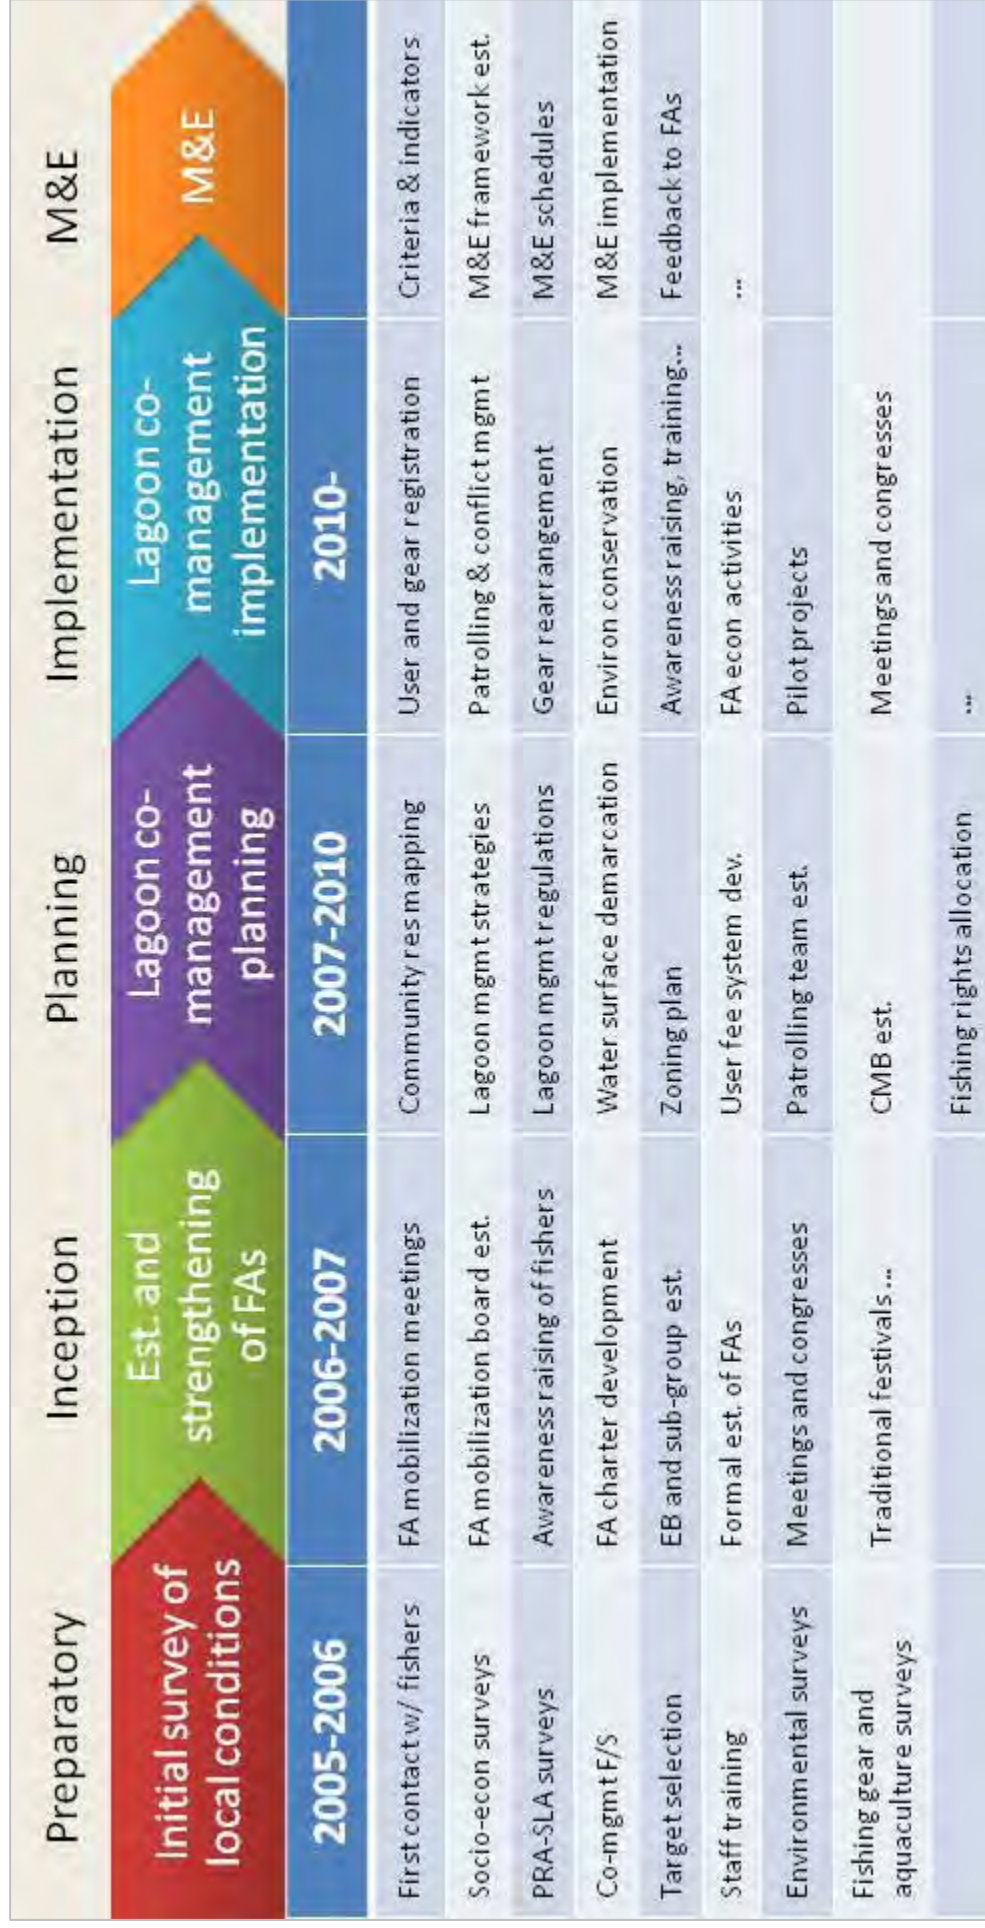 Preparatory
Inception
Planning
Implementation
M&E
Initial survey of
local conditions
Est. and
strengthening
of FAs
Lagoon co-
management
planning
Lagoon co-
management
implementation
M&E
2005-2006
2006-2007
2007-2010
2010-
First contact w/ fishers
FA mobilization meetings
Community res mapping
User and gear registration
Criteria & indicators
Socio-econ surveys
FA mobilization board est.
Lagoon mgmt strategies
Patrolling & conflict mgmt
M&E framework est.
PRA-SLA surveys
Awareness raising of fishers
Lagoon mgmt regulations
Gear rearrangement
M&E schedules
Co-mgmt F/S
FA charter development
Water surface demarcation
Environ conservation
M&E implementation
Target selection
EB and sub-group est.
Zoning plan
Awareness raising, training...
Feedback to FAs
Staff training
Formal est. of FAs
User fee system dev.
FA econ activities
...
Environmental surveys
Meetings and congresses
Patrolling team est.
Pilot projects
Fishing gear and
aquaculture surveys
Traditional festivals ...
CMB est.
Meetings and congresses
Fishing rights allocation
...